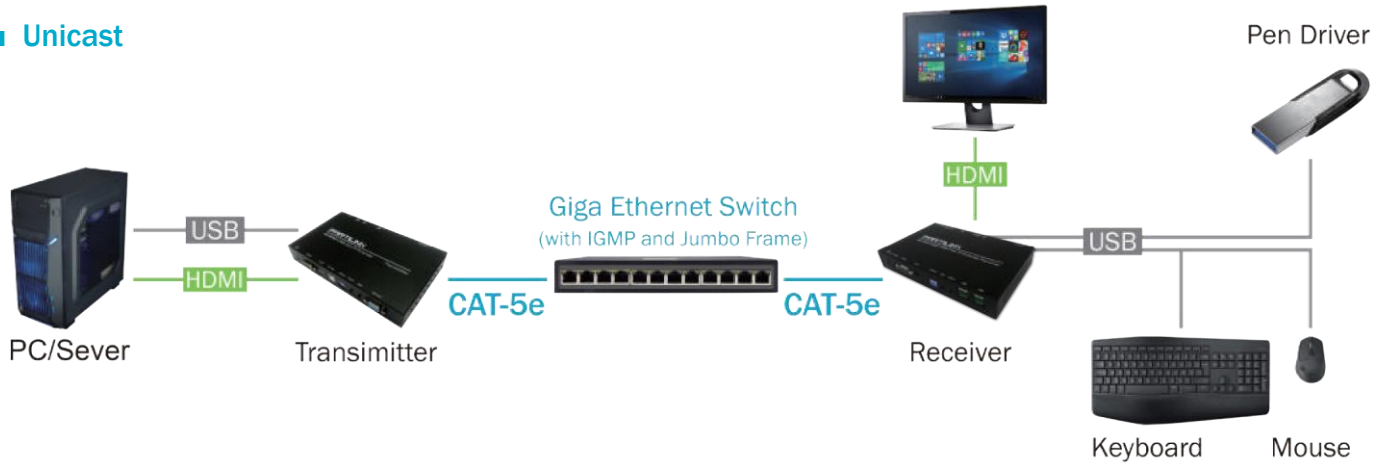 Unicast
Pen Driver
HDMI
USB
HDMI
Giga Ethernet Switch
(with IGMP and Jumbo Frame)
USB
CAT-5e
CAT-5e
PC/Sever
Transimitter
Receiver
Keyboard
Mouse